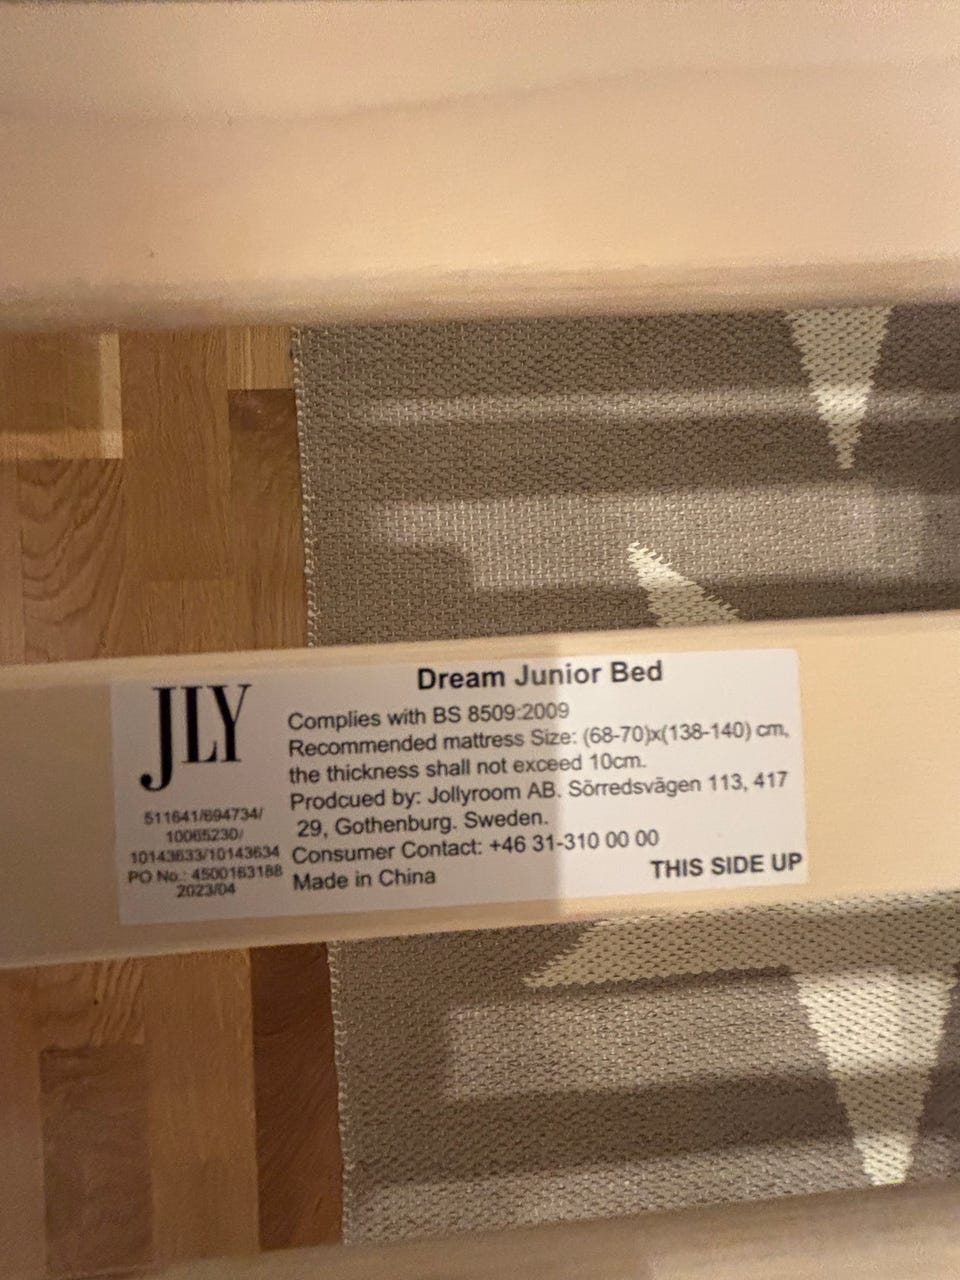 JLY
511641/694734/
10065230/
10143633/10143634
PO No.: 4500163188
2023/04
Dream Junior Bed
Complies with BS 8509:2009
Recommended mattress Size: (68-70)x(138-140) cm,
the thickness shall not exceed 10cm.
Prodcued by: Jollyroom AB. Sörredsvägen 113, 417
29, Gothenburg. Sweden.
Consumer Contact: +46 31-310 00 00
Made in China
THIS SIDE UP